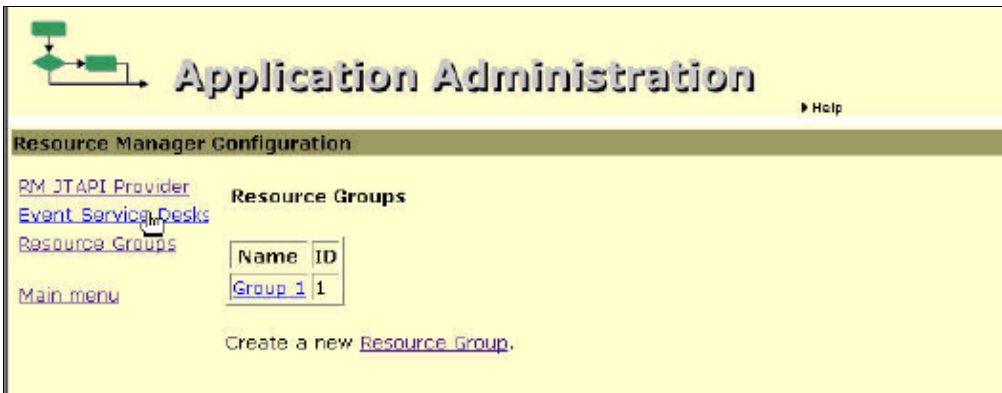 Application Administration
Help
Resource Manager Configuration
RM JTAPI Provider
Event Service Desks
Resource Groups
Main menu
Resource Groups
Name ID
Group 1 1
Create a new Resource Group.